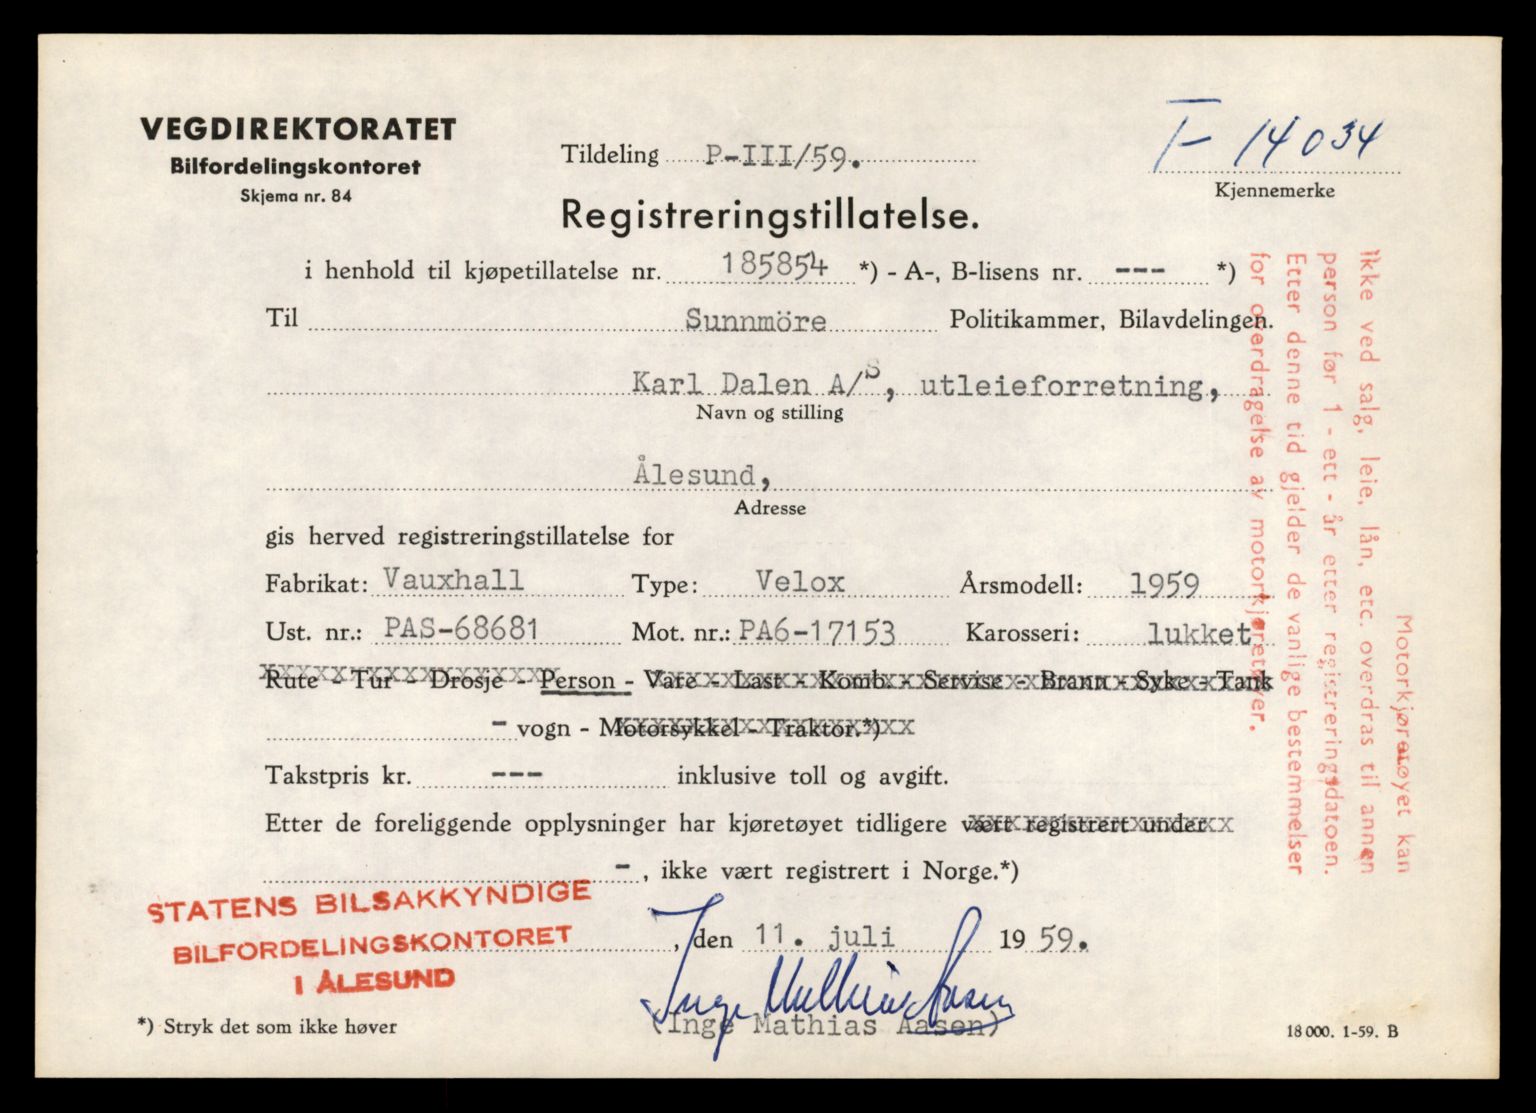 VEGDIREKTORATET
Bilfordelingskontoret
Skjema nr. 84
Tildeling P-III/59.
T- 14034
Kjennemerke
Registreringstillatelse.
i henhold til kjøpetillatelse nr. 185854 *) - A-, B-lisens nr. --- *)
Til Sunnmöre Politikammer, Bilavdelingen.
Karl Dalen A/S, utleieforretning,
Navn og stilling
Ålesund,
Adresse
gis herved registreringstillatelse for
Fabrikat: Vauxhall Type: Velox Årsmodell: 1959
Ust. nr.: PAS-68681 Mot. nr.: PA6-17153 Karosseri: lukket
Rute - Tur - Drosje - Person - Vare - Last - Komb. - Servise - Brann - Syke - Tank
- vogn - Motorsykkel - Traktor.*)
Takstpris kr. --- inklusive toll og avgift.
Etter de foreliggende opplysninger har kjøretøyet tidligere vært registrert under
- , ikke vært registrert i Norge.*)
STATENS BILSAKKYNDIGE
BILFORDELINGSKONTORET
I ÅLESUND
, den 11. juli 1959.
Inge Mathias Aasen
(Inge Mathias Aasen)
*) Stryk det som ikke høver
18 000. 1-59. B
Motorkjøretøyet kan
ikke ved salg, leie, lån, etc. overdras til annen
person før 1 - ett - år etter registreringsdatoen.
Etter denne tid gjelder de vanlige bestemmelser
for overdragelse av motorkjøretøyer.